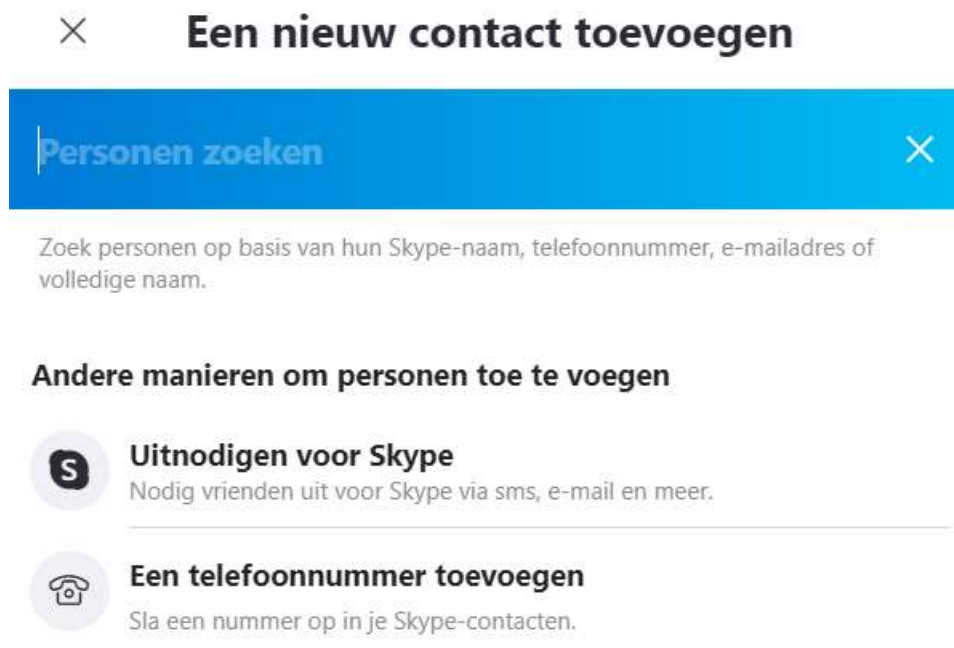 Een nieuw contact toevoegen
Personen zoeken
Zoek personen op basis van hun Skype-naam, telefoonnummer, e-mailadres of
volledige naam.
Andere manieren om personen toe te voegen
Uitnodigen voor Skype
Nodig vrienden uit voor Skype via sms, e-mail en meer.
Een telefoonnummer toevoegen
Sla een nummer op in je Skype-contacten.